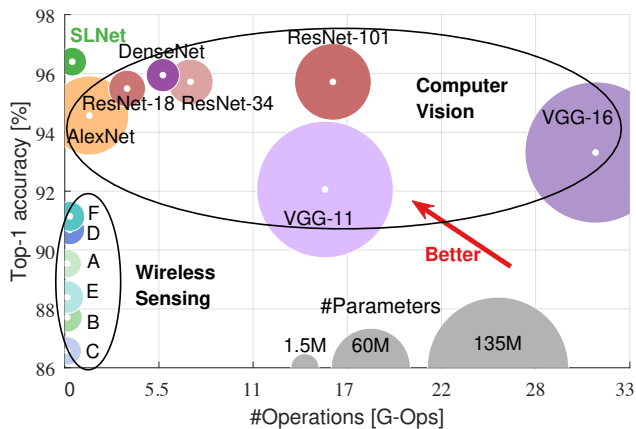 98
SLNet
DenseNet
ResNet-101
96
Computer
Vision
ResNet-18
ResNet-34
AlexNet
VGG-16
94
92
VGG-11
F
D
Better
90
A
Wireless
Sensing
E
88
#Parameters
B
1.5M
60M
135M
C
86
Top-1 accuracy [%]
0
5.5
11
17
22
28
33
#Operations [G-Ops]